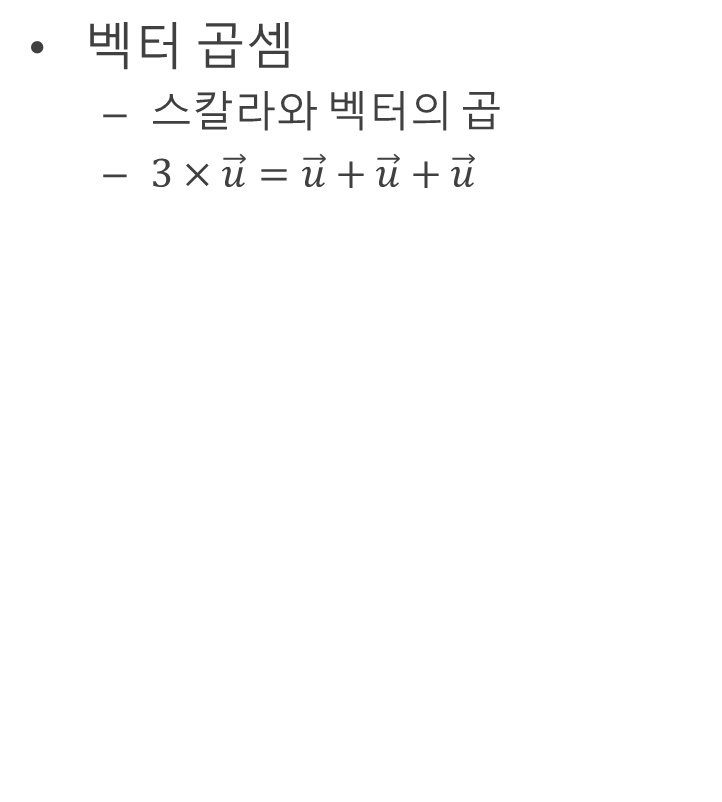 • 벡터 곱셈
– 스칼라와 벡터의 곱
– 3 × u⃗ = u⃗ + u⃗ + u⃗